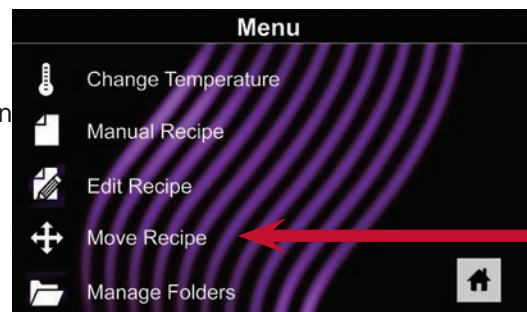 Menu
Change Temperature
n
Manual Recipe
Edit Recipe
Move Recipe
Manage Folders